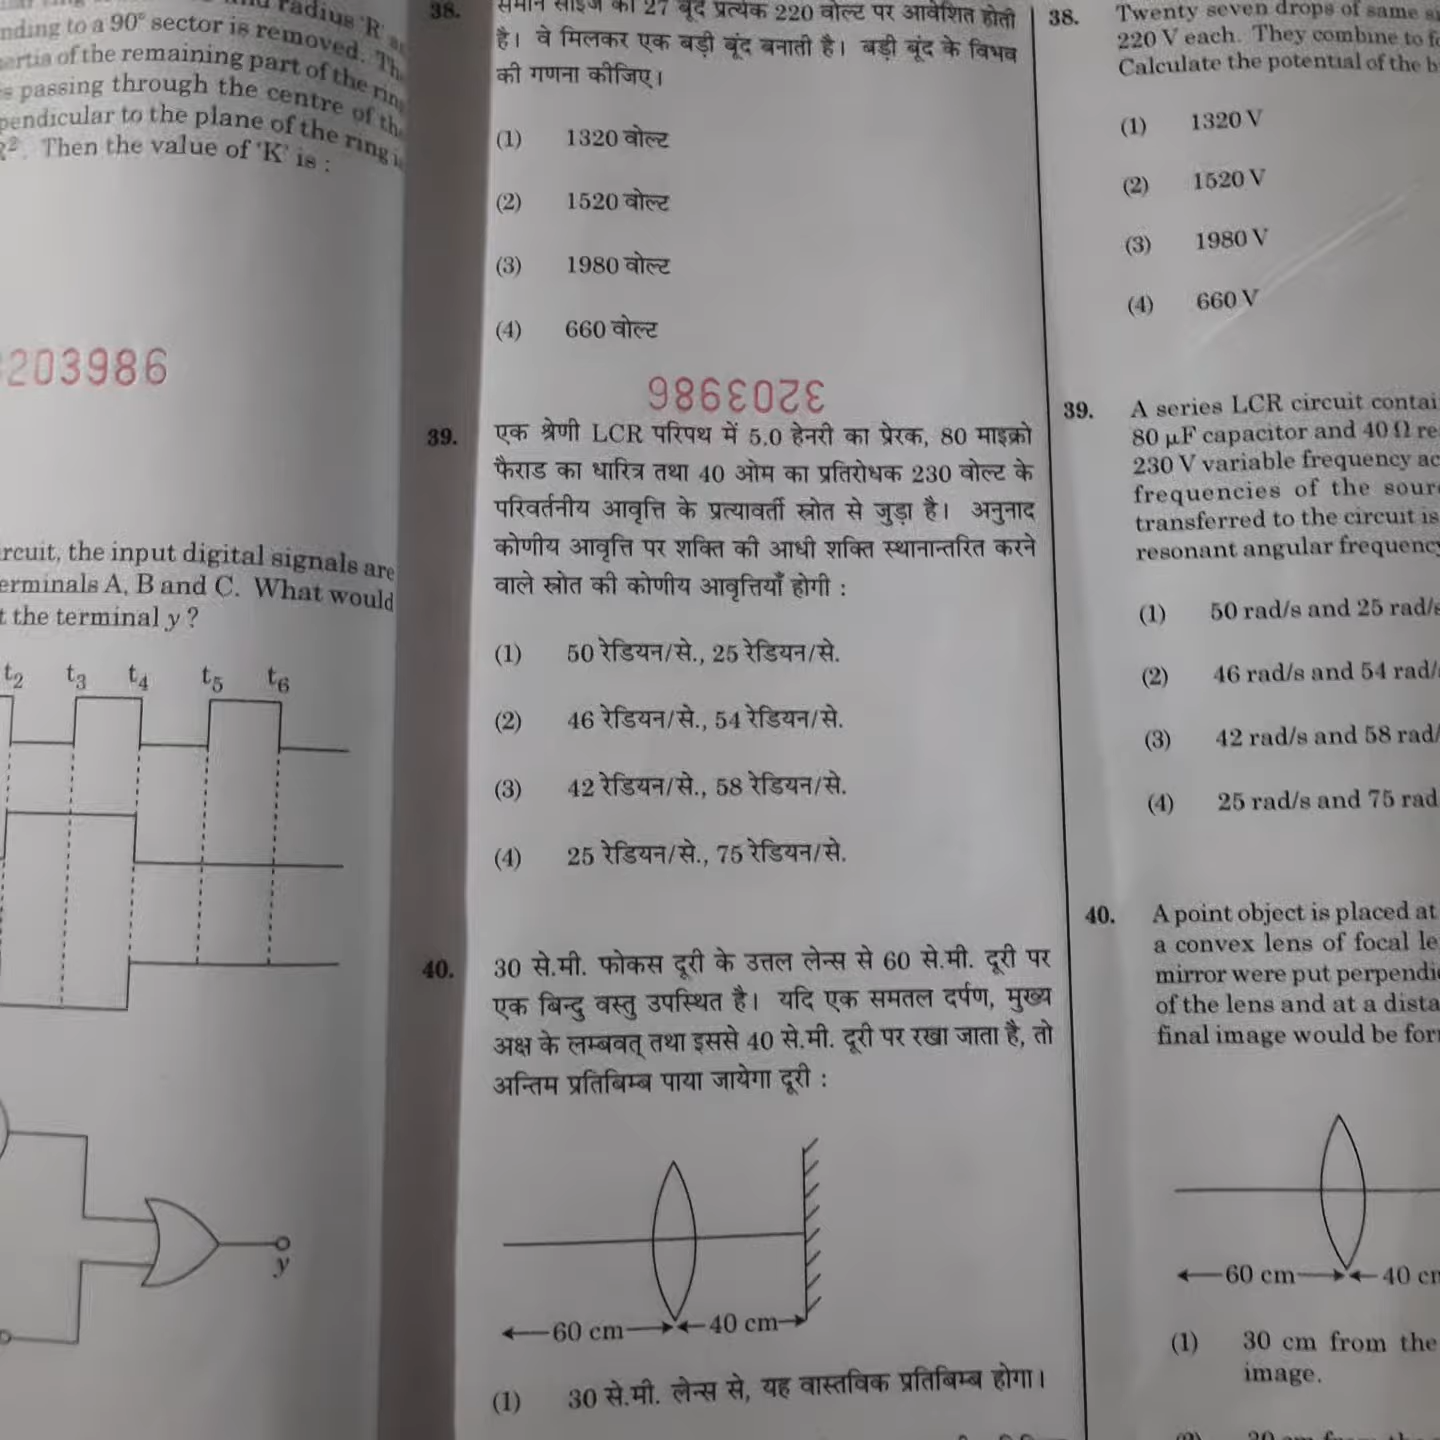 radius 'R'
nding to a 90° sector is removed. Th
ertia of the remaining part of the ring
s passing through the centre of th
pendicular to the plane of the ring i
R². Then the value of 'K' is :
203986
rcuit, the input digital signals are
erminals A, B and C. What would
t the terminal y ?
t₂ t₃ t₄ t₅ t₆
y
38. समान साइज की 27 बूंदें प्रत्येक 220 वोल्ट पर आवेशित होती
है। वे मिलकर एक बड़ी बूंद बनाती है। बड़ी बूंद के विभव
की गणना कीजिए।
(1) 1320 वोल्ट
(2) 1520 वोल्ट
(3) 1980 वोल्ट
(4) 660 वोल्ट
3203986
39. एक श्रेणी LCR परिपथ में 5.0 हेनरी का प्रेरक, 80 माइक्रो
फैराड का धारित्र तथा 40 ओम का प्रतिरोधक 230 वोल्ट के
परिवर्तनीय आवृत्ति के प्रत्यावर्ती स्रोत से जुड़ा है। अनुनाद
कोणीय आवृत्ति पर शक्ति की आधी शक्ति स्थानान्तरित करने
वाले स्रोत की कोणीय आवृत्तियाँ होगी :
(1) 50 रेडियन/से., 25 रेडियन/से.
(2) 46 रेडियन/से., 54 रेडियन/से.
(3) 42 रेडियन/से., 58 रेडियन/से.
(4) 25 रेडियन/से., 75 रेडियन/से.
40. 30 से.मी. फोकस दूरी के उत्तल लेन्स से 60 से.मी. दूरी पर
एक बिन्दु वस्तु उपस्थित है। यदि एक समतल दर्पण, मुख्य
अक्ष के लम्बवत् तथा इससे 40 से.मी. दूरी पर रखा जाता है, तो
अन्तिम प्रतिबिम्ब पाया जायेगा दूरी :
60 cm 40 cm
(1) 30 से.मी. लेन्स से, यह वास्तविक प्रतिबिम्ब होगा।
38. Twenty seven drops of same si
220 V each. They combine to fo
Calculate the potential of the b
(1) 1320 V
(2) 1520 V
(3) 1980 V
(4) 660 V
39. A series LCR circuit contai
80 μF capacitor and 40 Ω re
230 V variable frequency ac
frequencies of the sour
transferred to the circuit is
resonant angular frequency
(1) 50 rad/s and 25 rad/s
(2) 46 rad/s and 54 rad/
(3) 42 rad/s and 58 rad/
(4) 25 rad/s and 75 rad
40. A point object is placed at
a convex lens of focal le
mirror were put perpendi
of the lens and at a dista
final image would be for
60 cm 40 cm
(1) 30 cm from the
image.